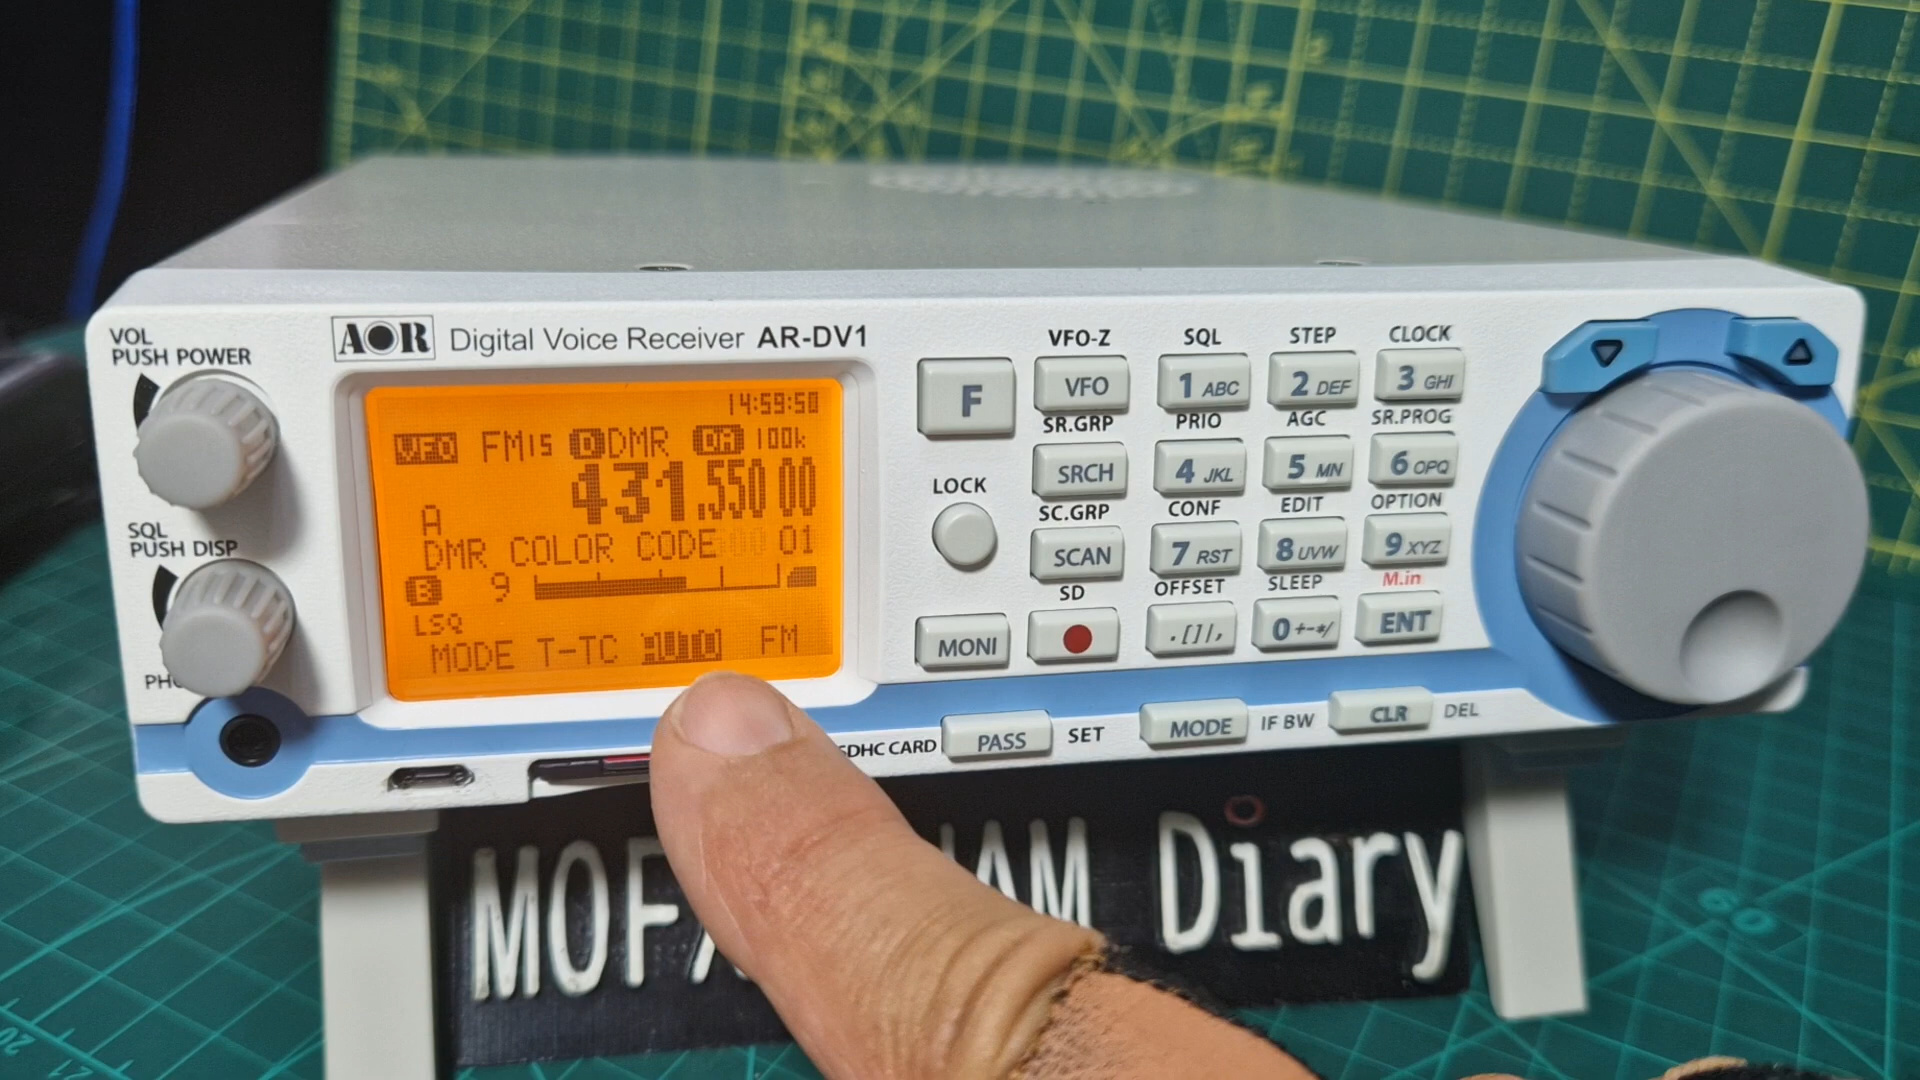 VOL
PUSH POWER
AOR Digital Voice Receiver AR-DV1
SQL
PUSH DISP
14:59:50
VFO FM15 D DMR 100k
431.550 00
A
DMR COLOR CODE 01
B 9
LSQ
MODE T-TC AUTO FM
F
LOCK
MONI
VFO-Z SQL STEP CLOCK
VFO 1 ABC 2 DEF 3 GHI
SR.GRP PRIO AGC SR.PROG
SRCH 4 JKL 5 MN 6 OPQ
SC.GRP CONF EDIT OPTION
SCAN 7 RST 8 UVW 9 XYZ
SD OFFSET SLEEP M.in
.[]|, 0 +-*/ ENT
SDHC CARD PASS SET MODE IF BW CLR DEL
Diary
60
20
21